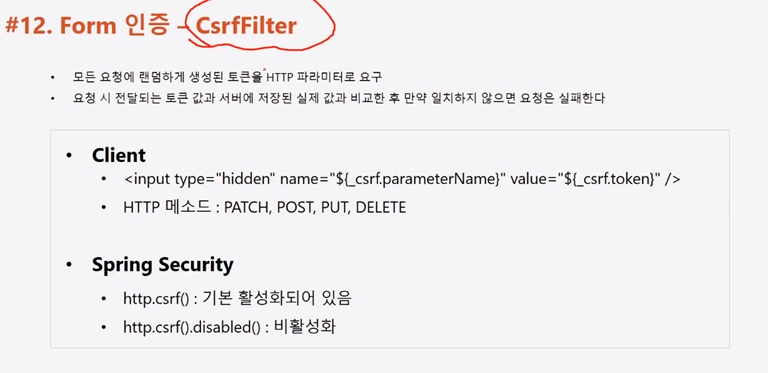 #12. Form 인증 – CsrfFilter
• 모든 요청에 랜덤하게 생성된 토큰을 HTTP 파라미터로 요구
• 요청 시 전달되는 토큰 값과 서버에 저장된 실제 값과 비교한 후 만약 일치하지 않으면 요청은 실패한다
• Client
• <input type="hidden" name="${_csrf.parameterName}" value="${_csrf.token}" />
• HTTP 메소드 : PATCH, POST, PUT, DELETE
• Spring Security
• http.csrf() : 기본 활성화되어 있음
• http.csrf().disabled() : 비활성화